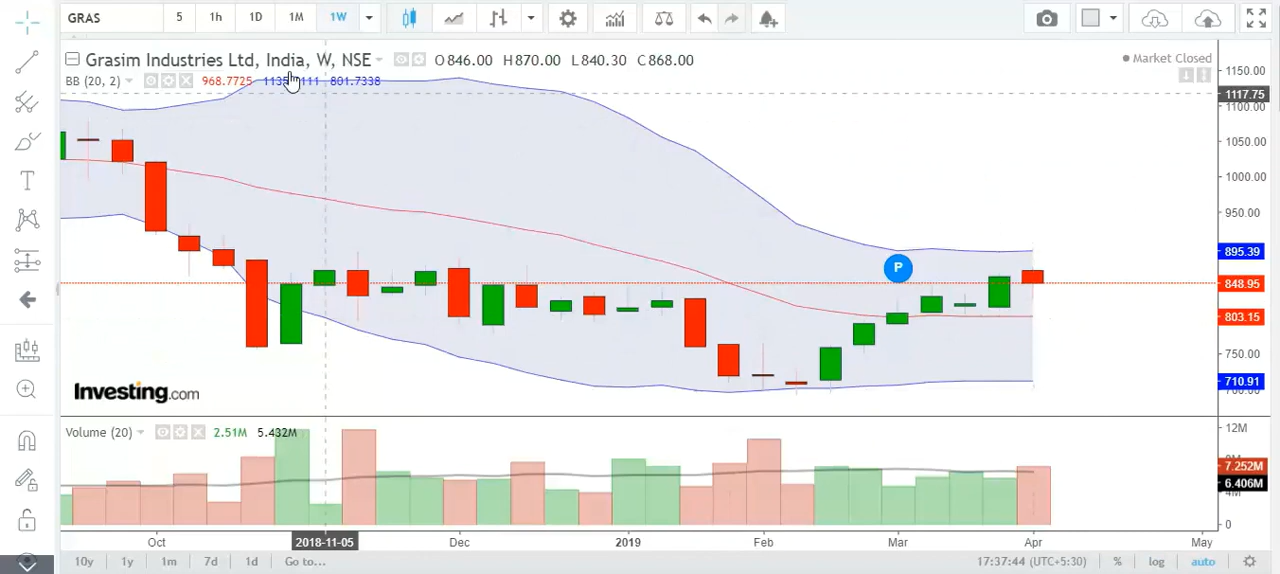 GRAS 5 1h 1D 1M 1W
Grasim Industries Ltd, India, W, NSE O 846.00 H 870.00 L 840.30 C 868.00
Market Closed
BB (20, 2) 968.7725 801.7338
1150.00
1117.75
1100.00
1050.00
1000.00
950.00
895.39
P
848.95
803.15
750.00
710.91
Investing.com
Volume (20) 2.51M 5.432M
12M
7.252M
6.406M
0
Oct 2018-11-05 Dec 2019 Feb Mar Apr May
10y 1y 1m 7d 1d Go to... 17:37:44 (UTC+5:30) % log auto